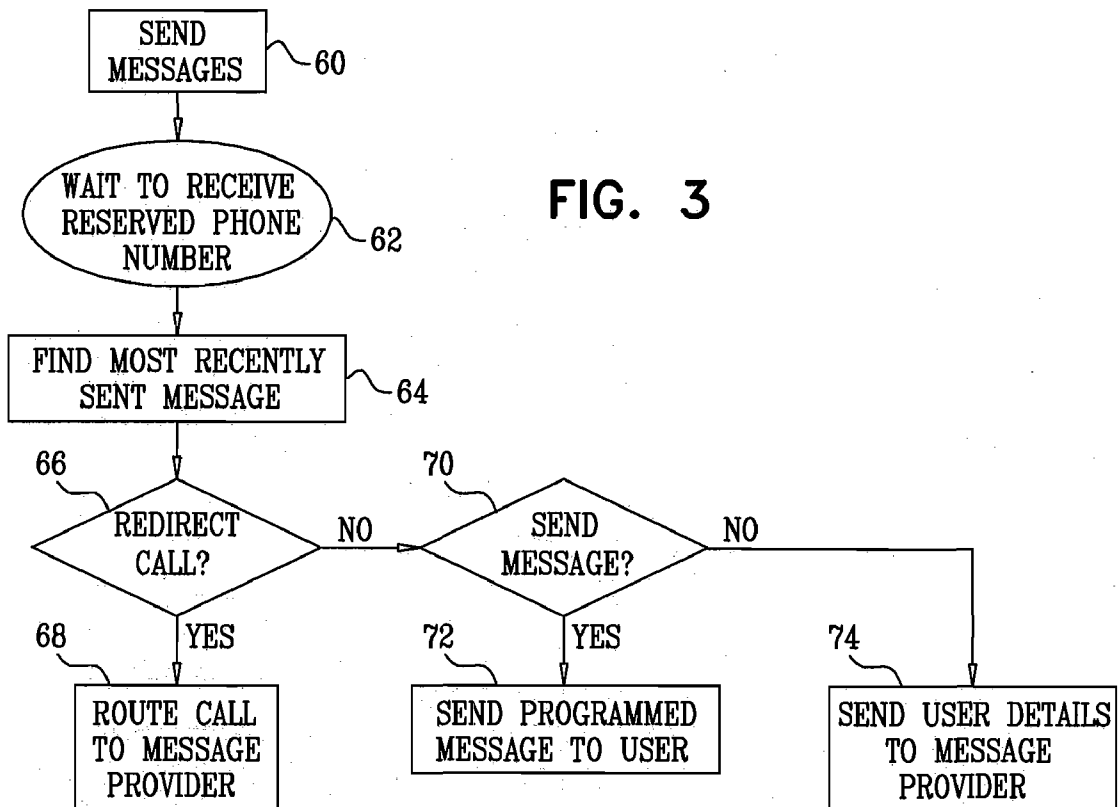 SEND
MESSAGES
60
WAIT TO RECEIVE
RESERVED PHONE
NUMBER
62
FIG. 3
FIND MOST RECENTLY
SENT MESSAGE
64
66
REDIRECT
CALL?
NO
70
SEND
MESSAGE?
NO
68
YES
ROUTE CALL
TO MESSAGE
PROVIDER
72
YES
SEND PROGRAMMED
MESSAGE TO USER
74
SEND USER DETAILS
TO MESSAGE
PROVIDER